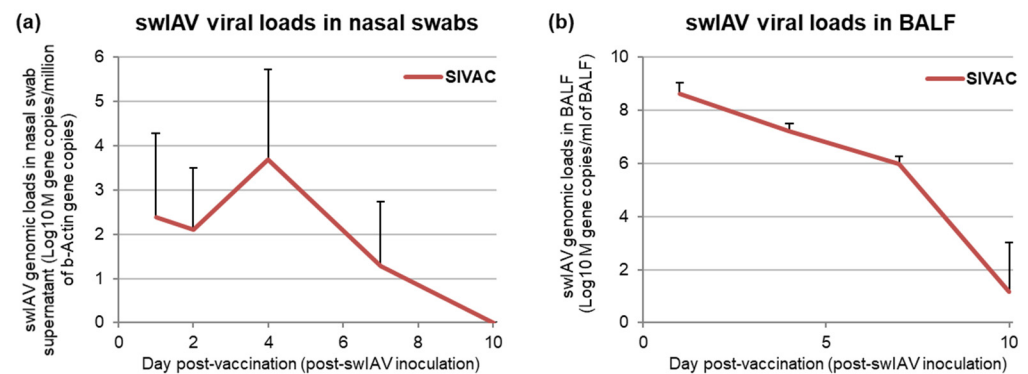 (a)
swIAV viral loads in nasal swabs
swIAV genomic loads in nasal swab
supernatant (Log10 M gene copies/million
of b-Actin gene copies)
6
5
4
3
2
1
0
SIVAC
0 2 4 6 8 10
Day post-vaccination (post-swIAV inoculation)
(b)
swIAV viral loads in BALF
swIAV genomic loads in BALF
(Log10 M gene copies/ml of BALF)
10
8
6
4
2
0
SIVAC
0 5 10
Day post-vaccination (post-swIAV inoculation)